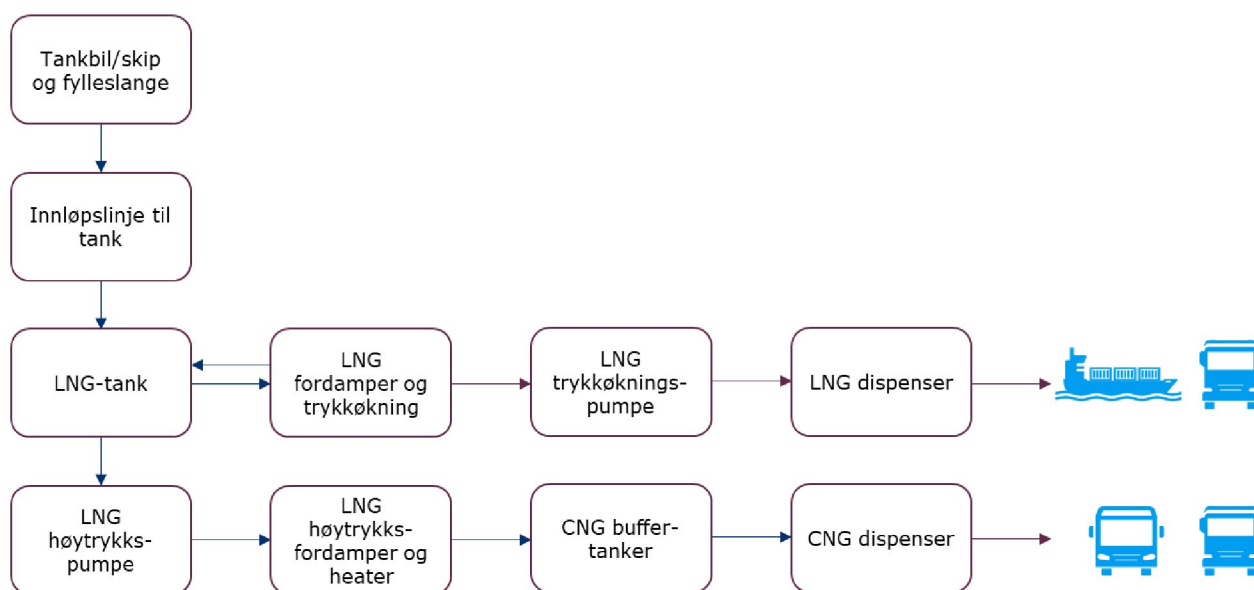 Tankbil/skip
og fylleslange
Innløpslinje til
tank
LNG-tank
LNG
fordamper og
trykkøkning
LNG
trykkøknings-
pumpe
LNG dispenser
LNG
høytrykks-
pumpe
LNG
høytrykks-
fordamper og
heater
CNG buffer-
tanker
CNG dispenser